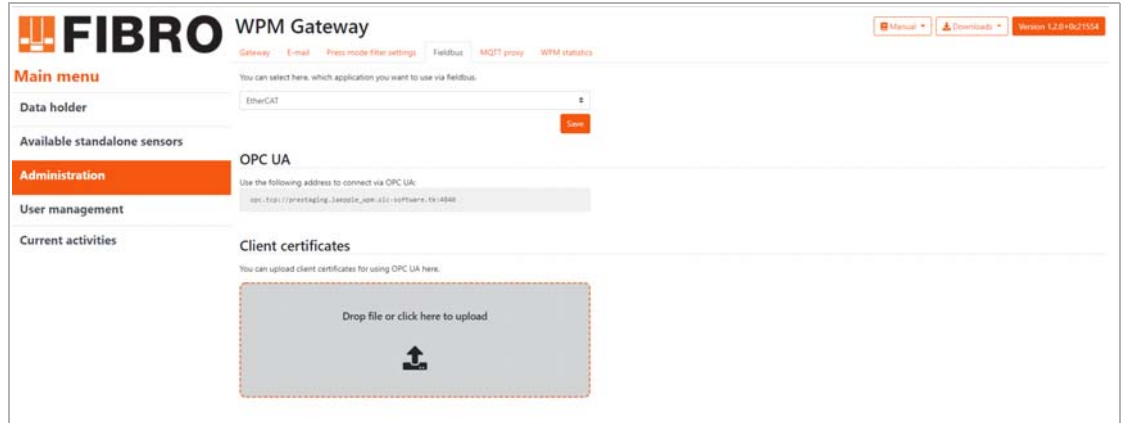 FIBRO
WPM Gateway
Manual
Downloads
Version 1.2.0+0c21554
Gateway
E-mail
Press mode filter settings
Fieldbus
MQTT proxy
WPM statistics
Main menu
Data holder
Available standalone sensors
Administration
User management
Current activities
You can select here, which application you want to use via fieldbus.
EtherCAT
Save
OPC UA
Use the following address to connect via OPC UA:
Client certificates
You can upload client certificates for using OPC UA here.
Drop file or click here to upload